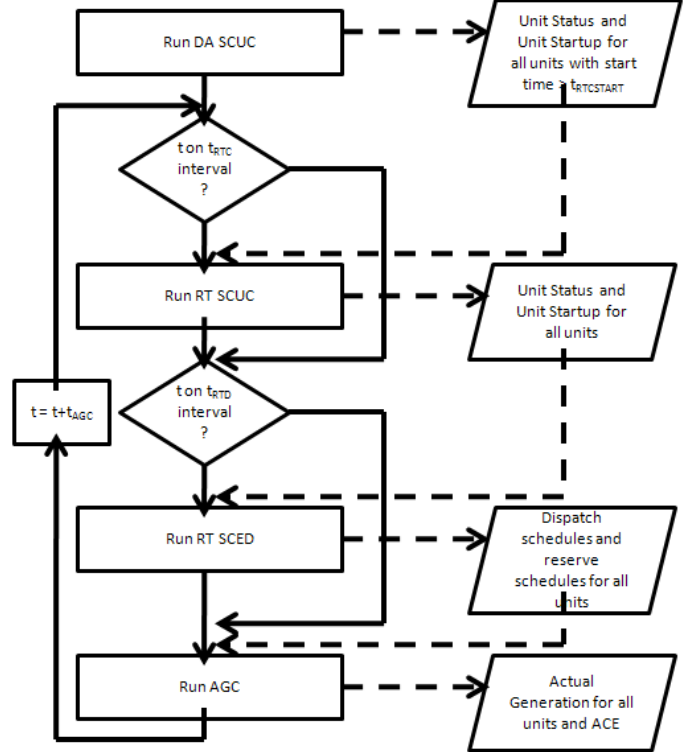 Run DA SCUC
Unit Status and
Unit Startup for
all units with start
time > tRTCSTART
t on tRTC
interval
?
Run RT SCUC
Unit Status and
Unit Startup for
all units
t on tRTD
interval
?
t = t+tAGC
Run RT SCED
Dispatch
schedules and
reserve
schedules for all
units
Run AGC
Actual
Generation for all
units and ACE